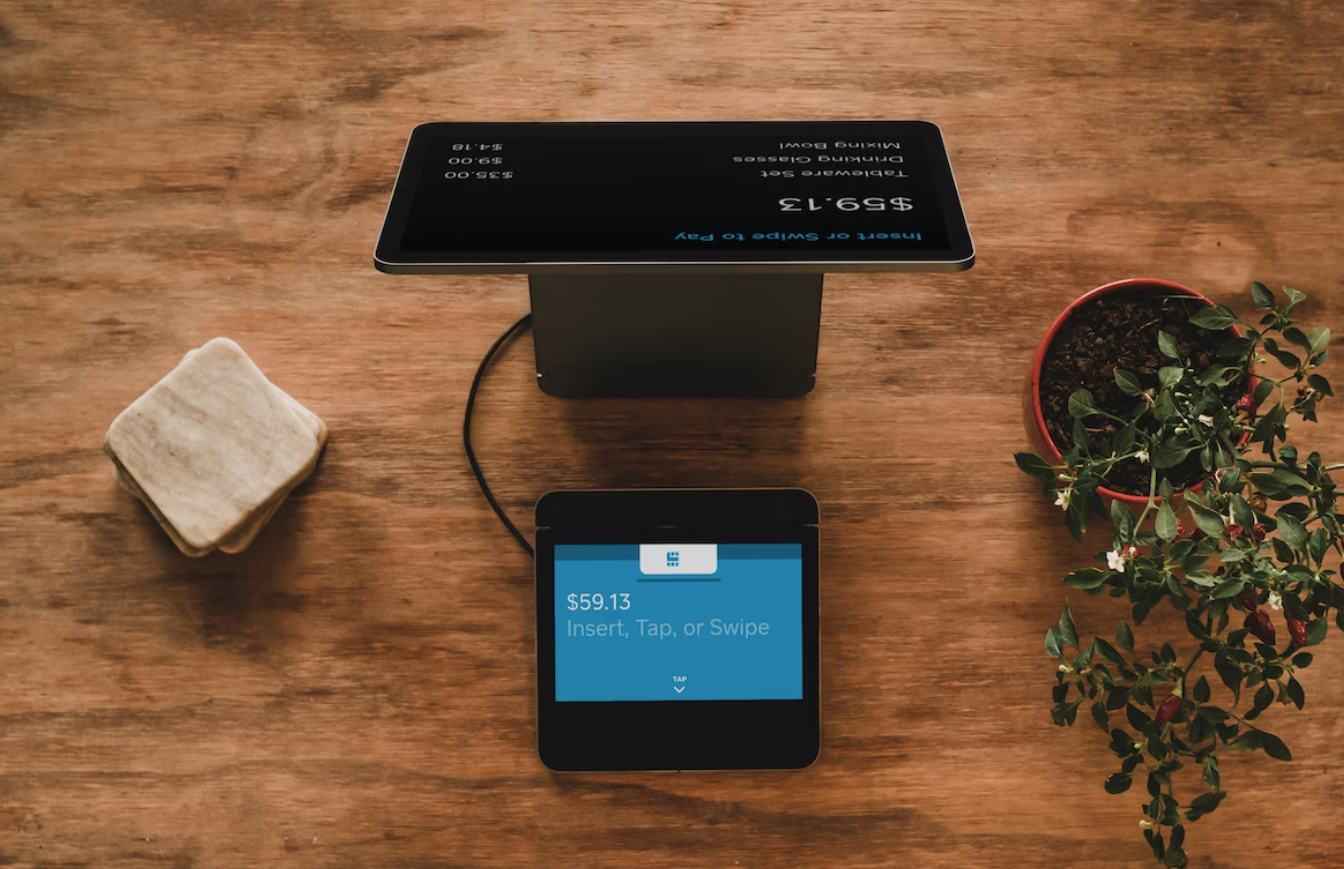 Insert or Swipe to Pay
$59.13
Tableware Set $35.00
Drinking Glasses $9.00
Mixing Bowl $4.18
$59.13
Insert, Tap, or Swipe
TAP